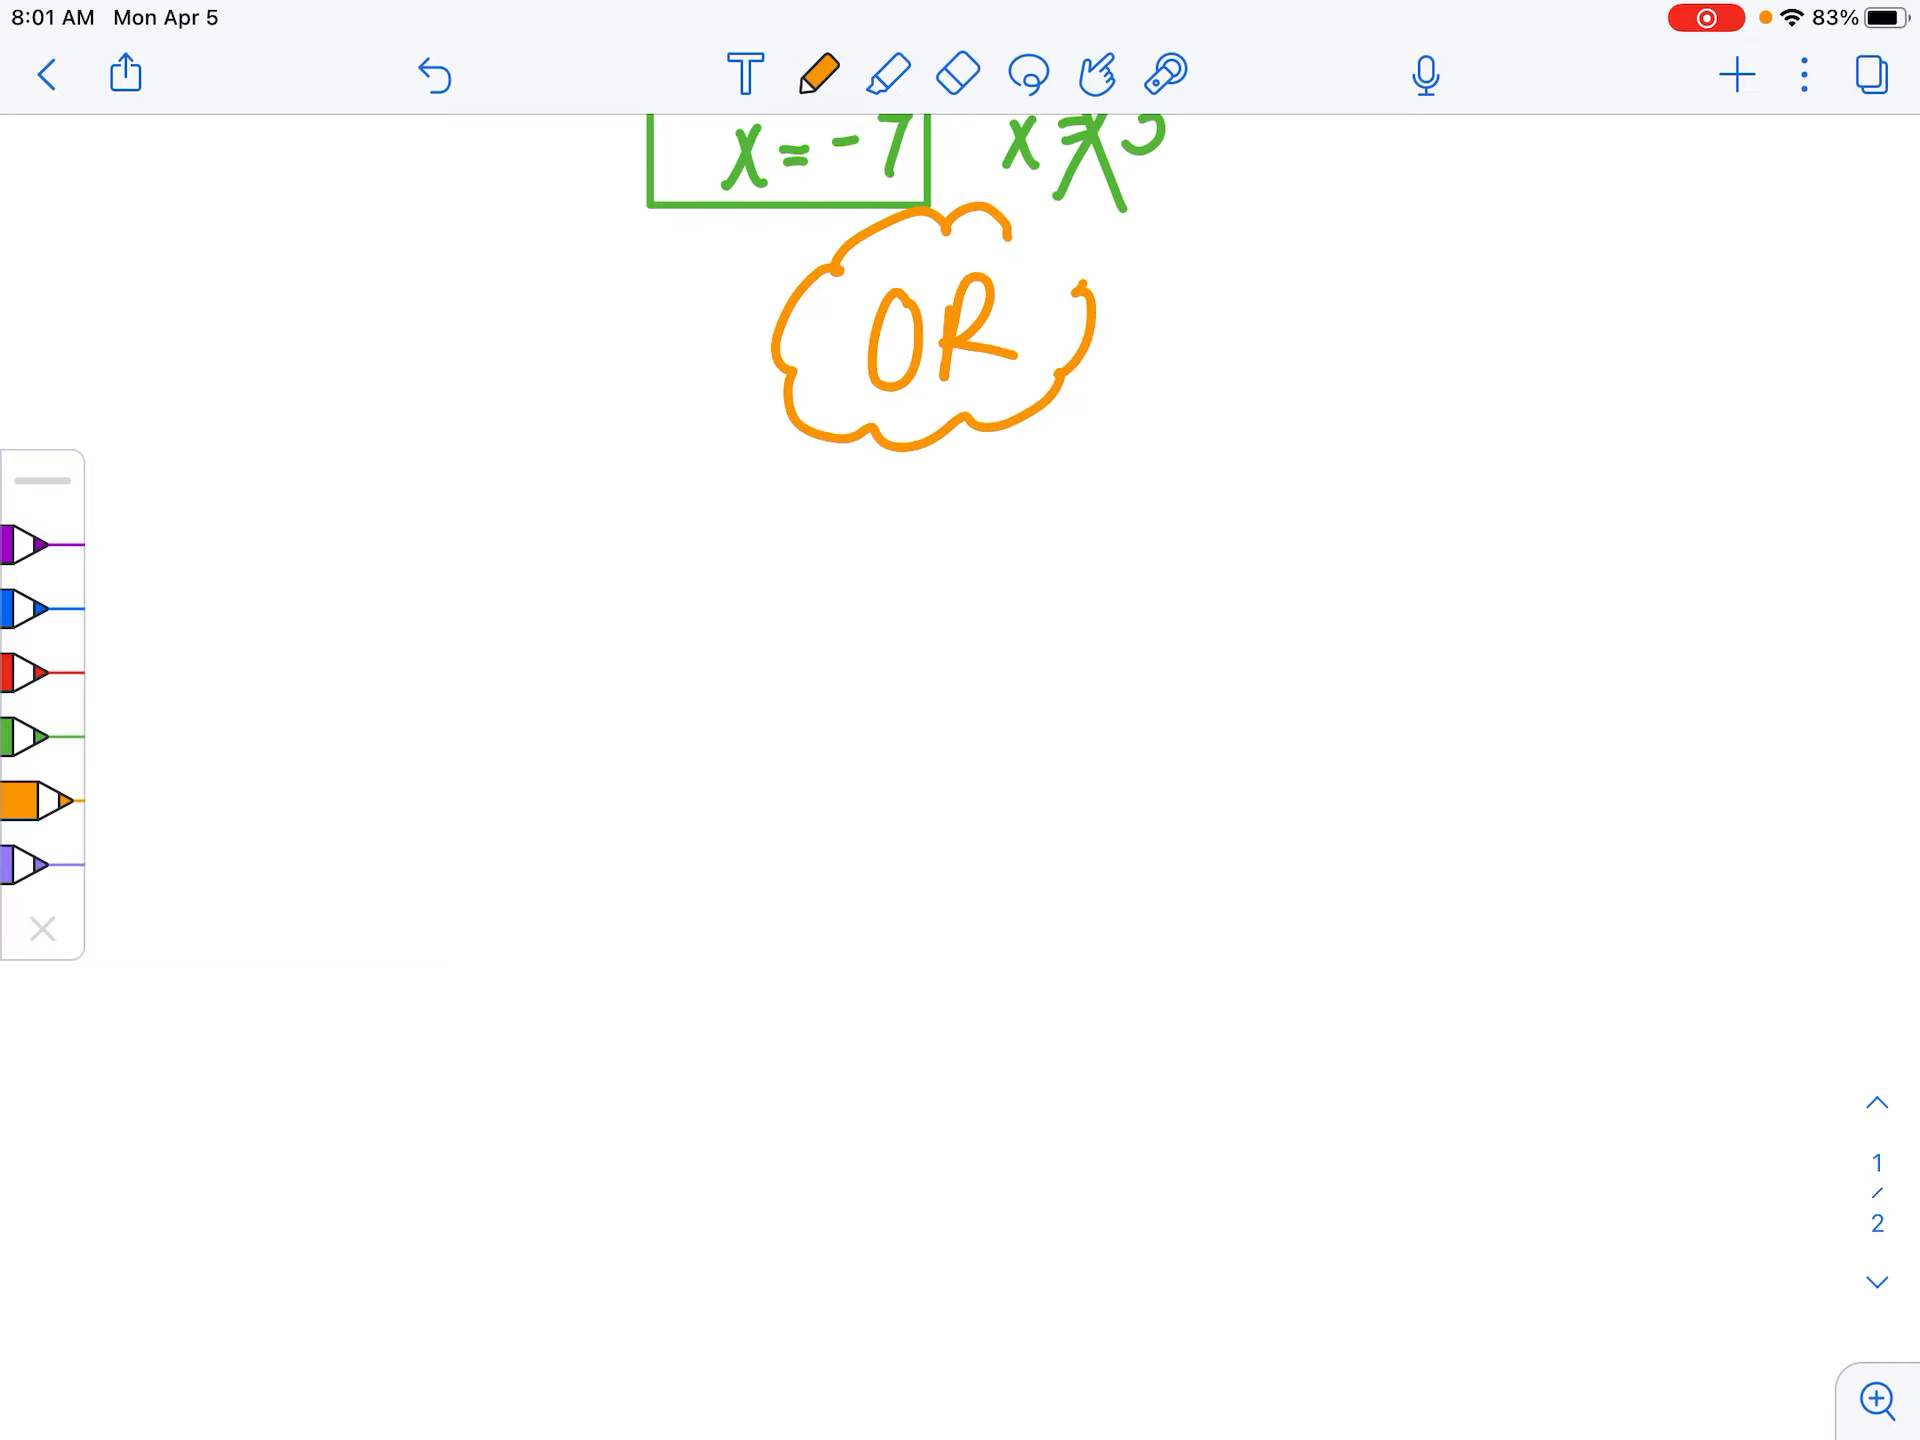 8:01 AM Mon Apr 5
83%
x = -7 x =
OR
1
/
2